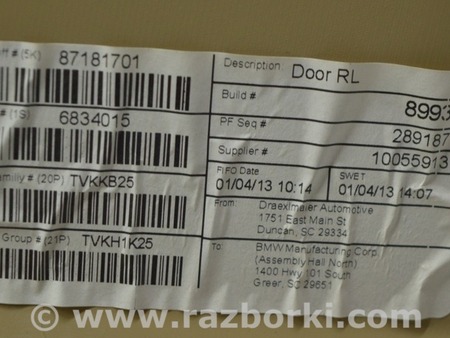 # (5K) 87181701
# (1S) 6834015
Family # (20P) TVKKB25
Group # (21P) TVKH1K25
Description: Door RL
Build # 8993
PF Seq # 289187
Supplier # 10055913
FIFO Date SWET
01/04/13 10:14 01/04/13 14:07
From: Draexlmaier Automotive
1751 East Main St
Duncan, SC 29334
To: BMW Manufacturing Corp.
(Assembly Hall North)
1400 Hwy 101 South
Greer, SC 29651
© www.razborki.com